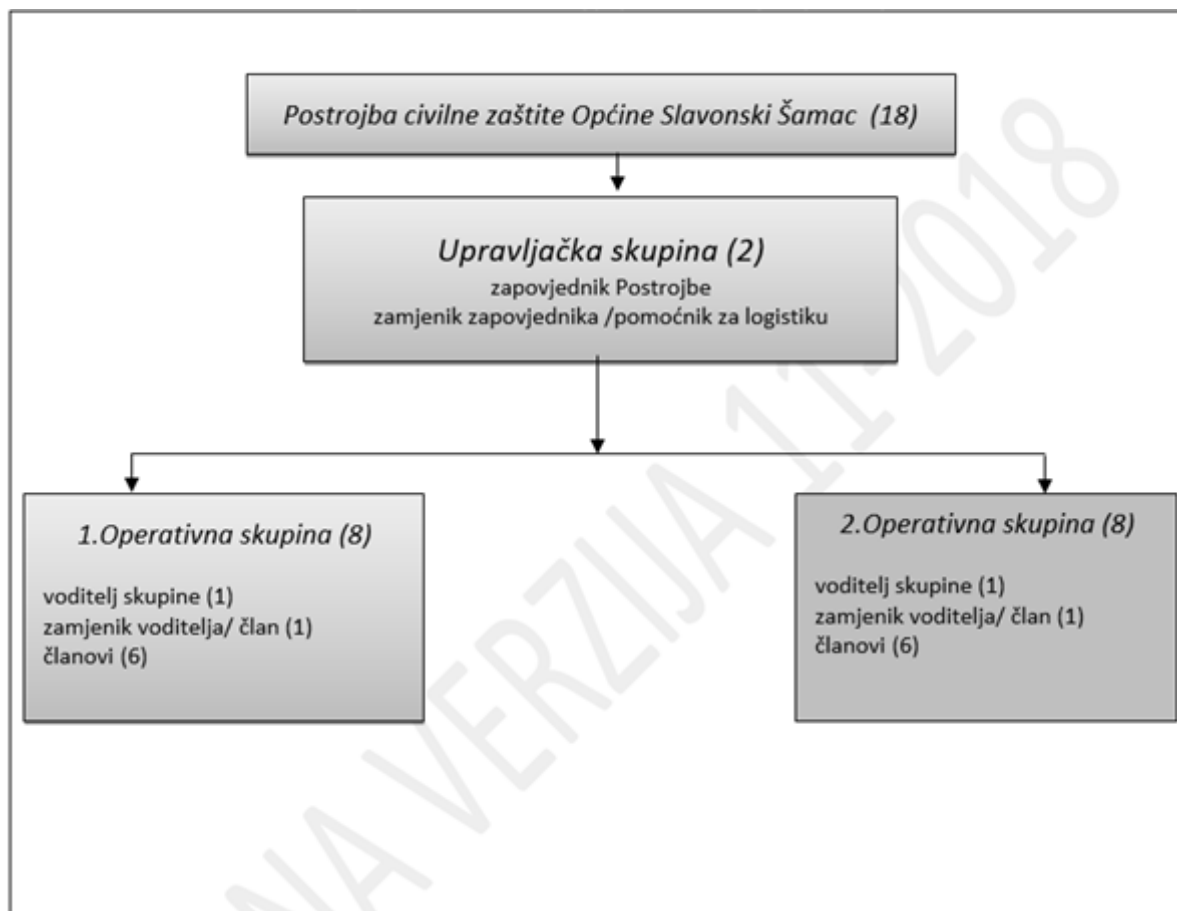 Postrojba civilne zaštite Općine Slavonski Šamac (18)
Upravljačka skupina (2)
zapovjednik Postrojbe
zamjenik zapovjednika /pomoćnik za logistiku
1.Operativna skupina (8)
voditelj skupine (1)
zamjenik voditelja/ član (1)
članovi (6)
2.Operativna skupina (8)
voditelj skupine (1)
zamjenik voditelja/ član (1)
članovi (6)
NA VERZIJA 11-2018